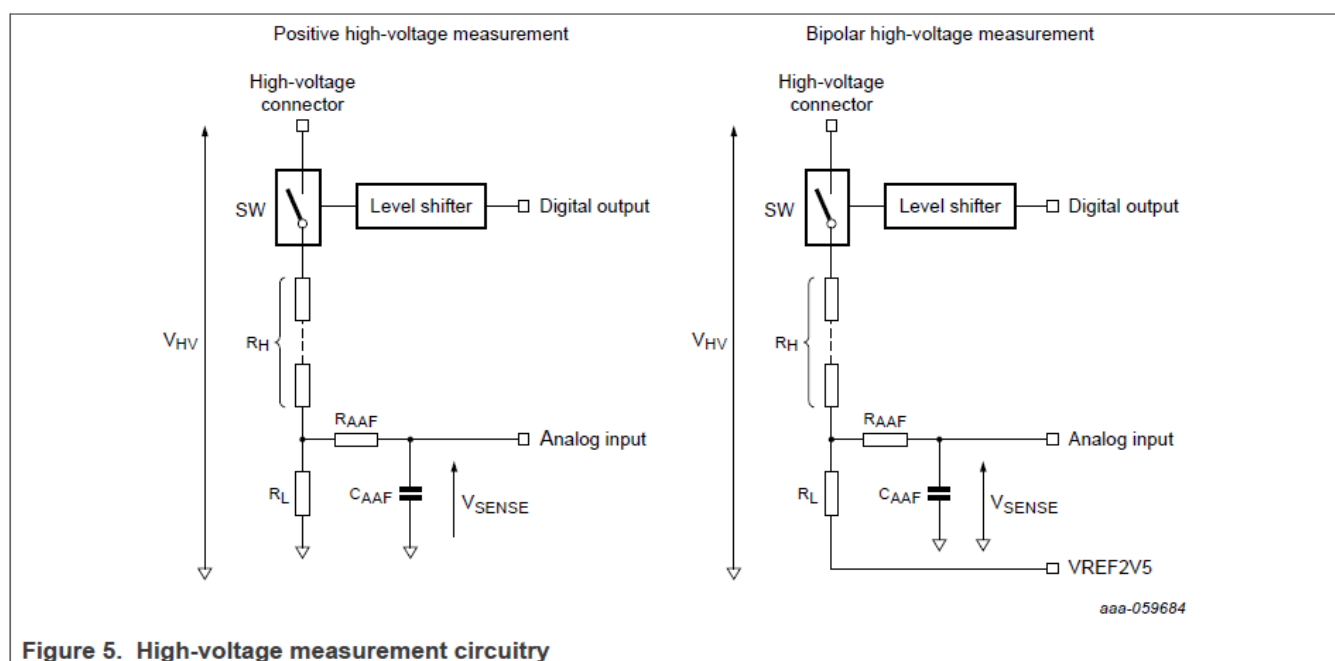 Positive high-voltage measurement
High-voltage
connector
SW
Level shifter
Digital output
VHV
RH
RAAF
Analog input
RL
CAAF
VSENSE
Bipolar high-voltage measurement
High-voltage
connector
SW
Level shifter
Digital output
VHV
RH
RAAF
Analog input
RL
CAAF
VSENSE
VREF2V5
aaa-059684
Figure 5. High-voltage measurement circuitry